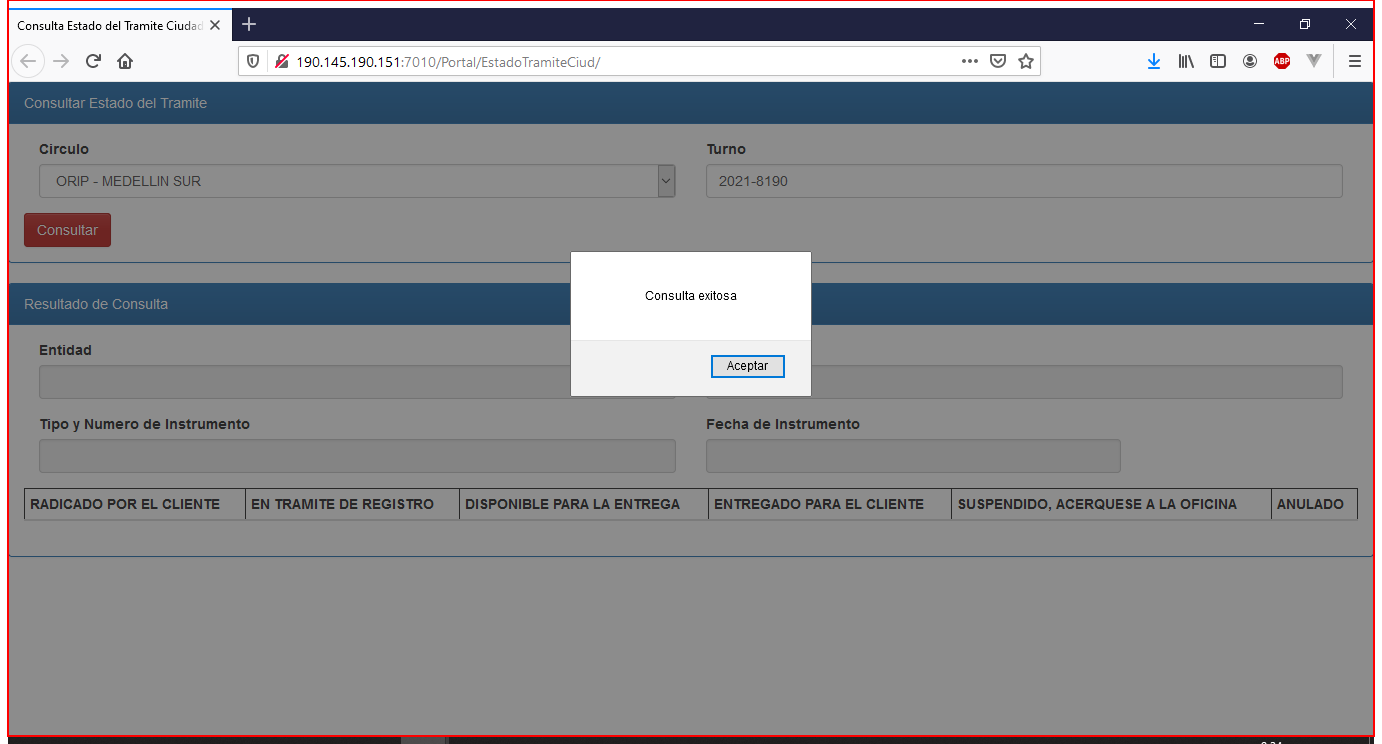 Consulta Estado del Tramite Ciudad
190.145.190.151:7010/Portal/EstadoTramiteCiud/
ABP
Consultar Estado del Tramite
Circulo Turno
ORIP - MEDELLIN SUR 2021-8190
Consultar
Consulta exitosa
Aceptar
Resultado de Consulta
Entidad
Tipo y Numero de Instrumento Fecha de Instrumento
RADICADO POR EL CLIENTE EN TRAMITE DE REGISTRO DISPONIBLE PARA LA ENTREGA ENTREGADO PARA EL CLIENTE SUSPENDIDO, ACERQUESE A LA OFICINA ANULADO